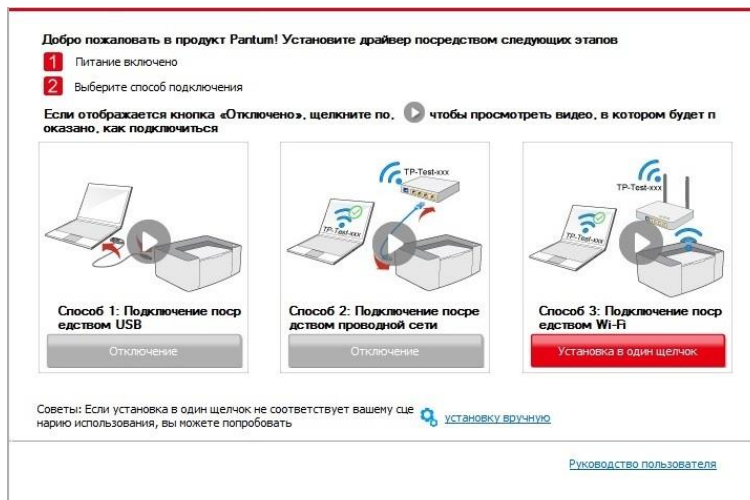 Добро пожаловать в продукт Pantum! Установите драйвер посредством следующих этапов
1 Питание включено
2 Выберите способ подключения
Если отображается кнопка «Отключено», щелкните по, чтобы просмотреть видео, в котором будет п
оказано, как подключиться
TP-Test-xxx
TP-Test-xxx
TP-Test-xxx
TP-Test-xxx
Способ 1: Подключение поср
едством USB
Отключение
Способ 2: Подключение посре
дством проводной сети
Отключение
Способ 3: Подключение поср
едством Wi-Fi
Установка в один щелчок
Советы: Если установка в один щелчок не соответствует вашему сце
нарию использования, вы можете попробовать
установку вручную
Руководство пользователя